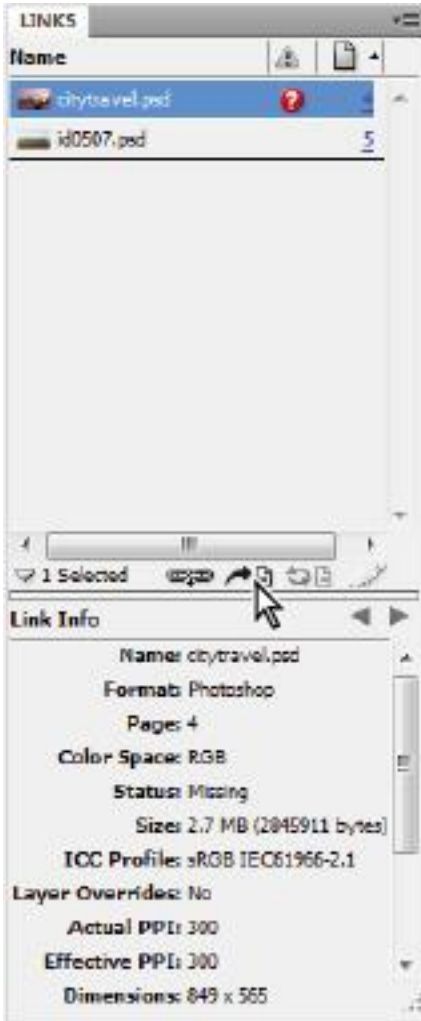 LINKS
Name
citytravel.psd 4
id0507.psd 5
1 Selected
Link Info
Name: citytravel.psd
Format: Photoshop
Page: 4
Color Space: RGB
Status: Missing
Size: 2.7 MB (2845911 bytes)
ICC Profile: sRGB IEC61966-2.1
Layer Overrides: No
Actual PPI: 300
Effective PPI: 300
Dimensions: 849 x 565